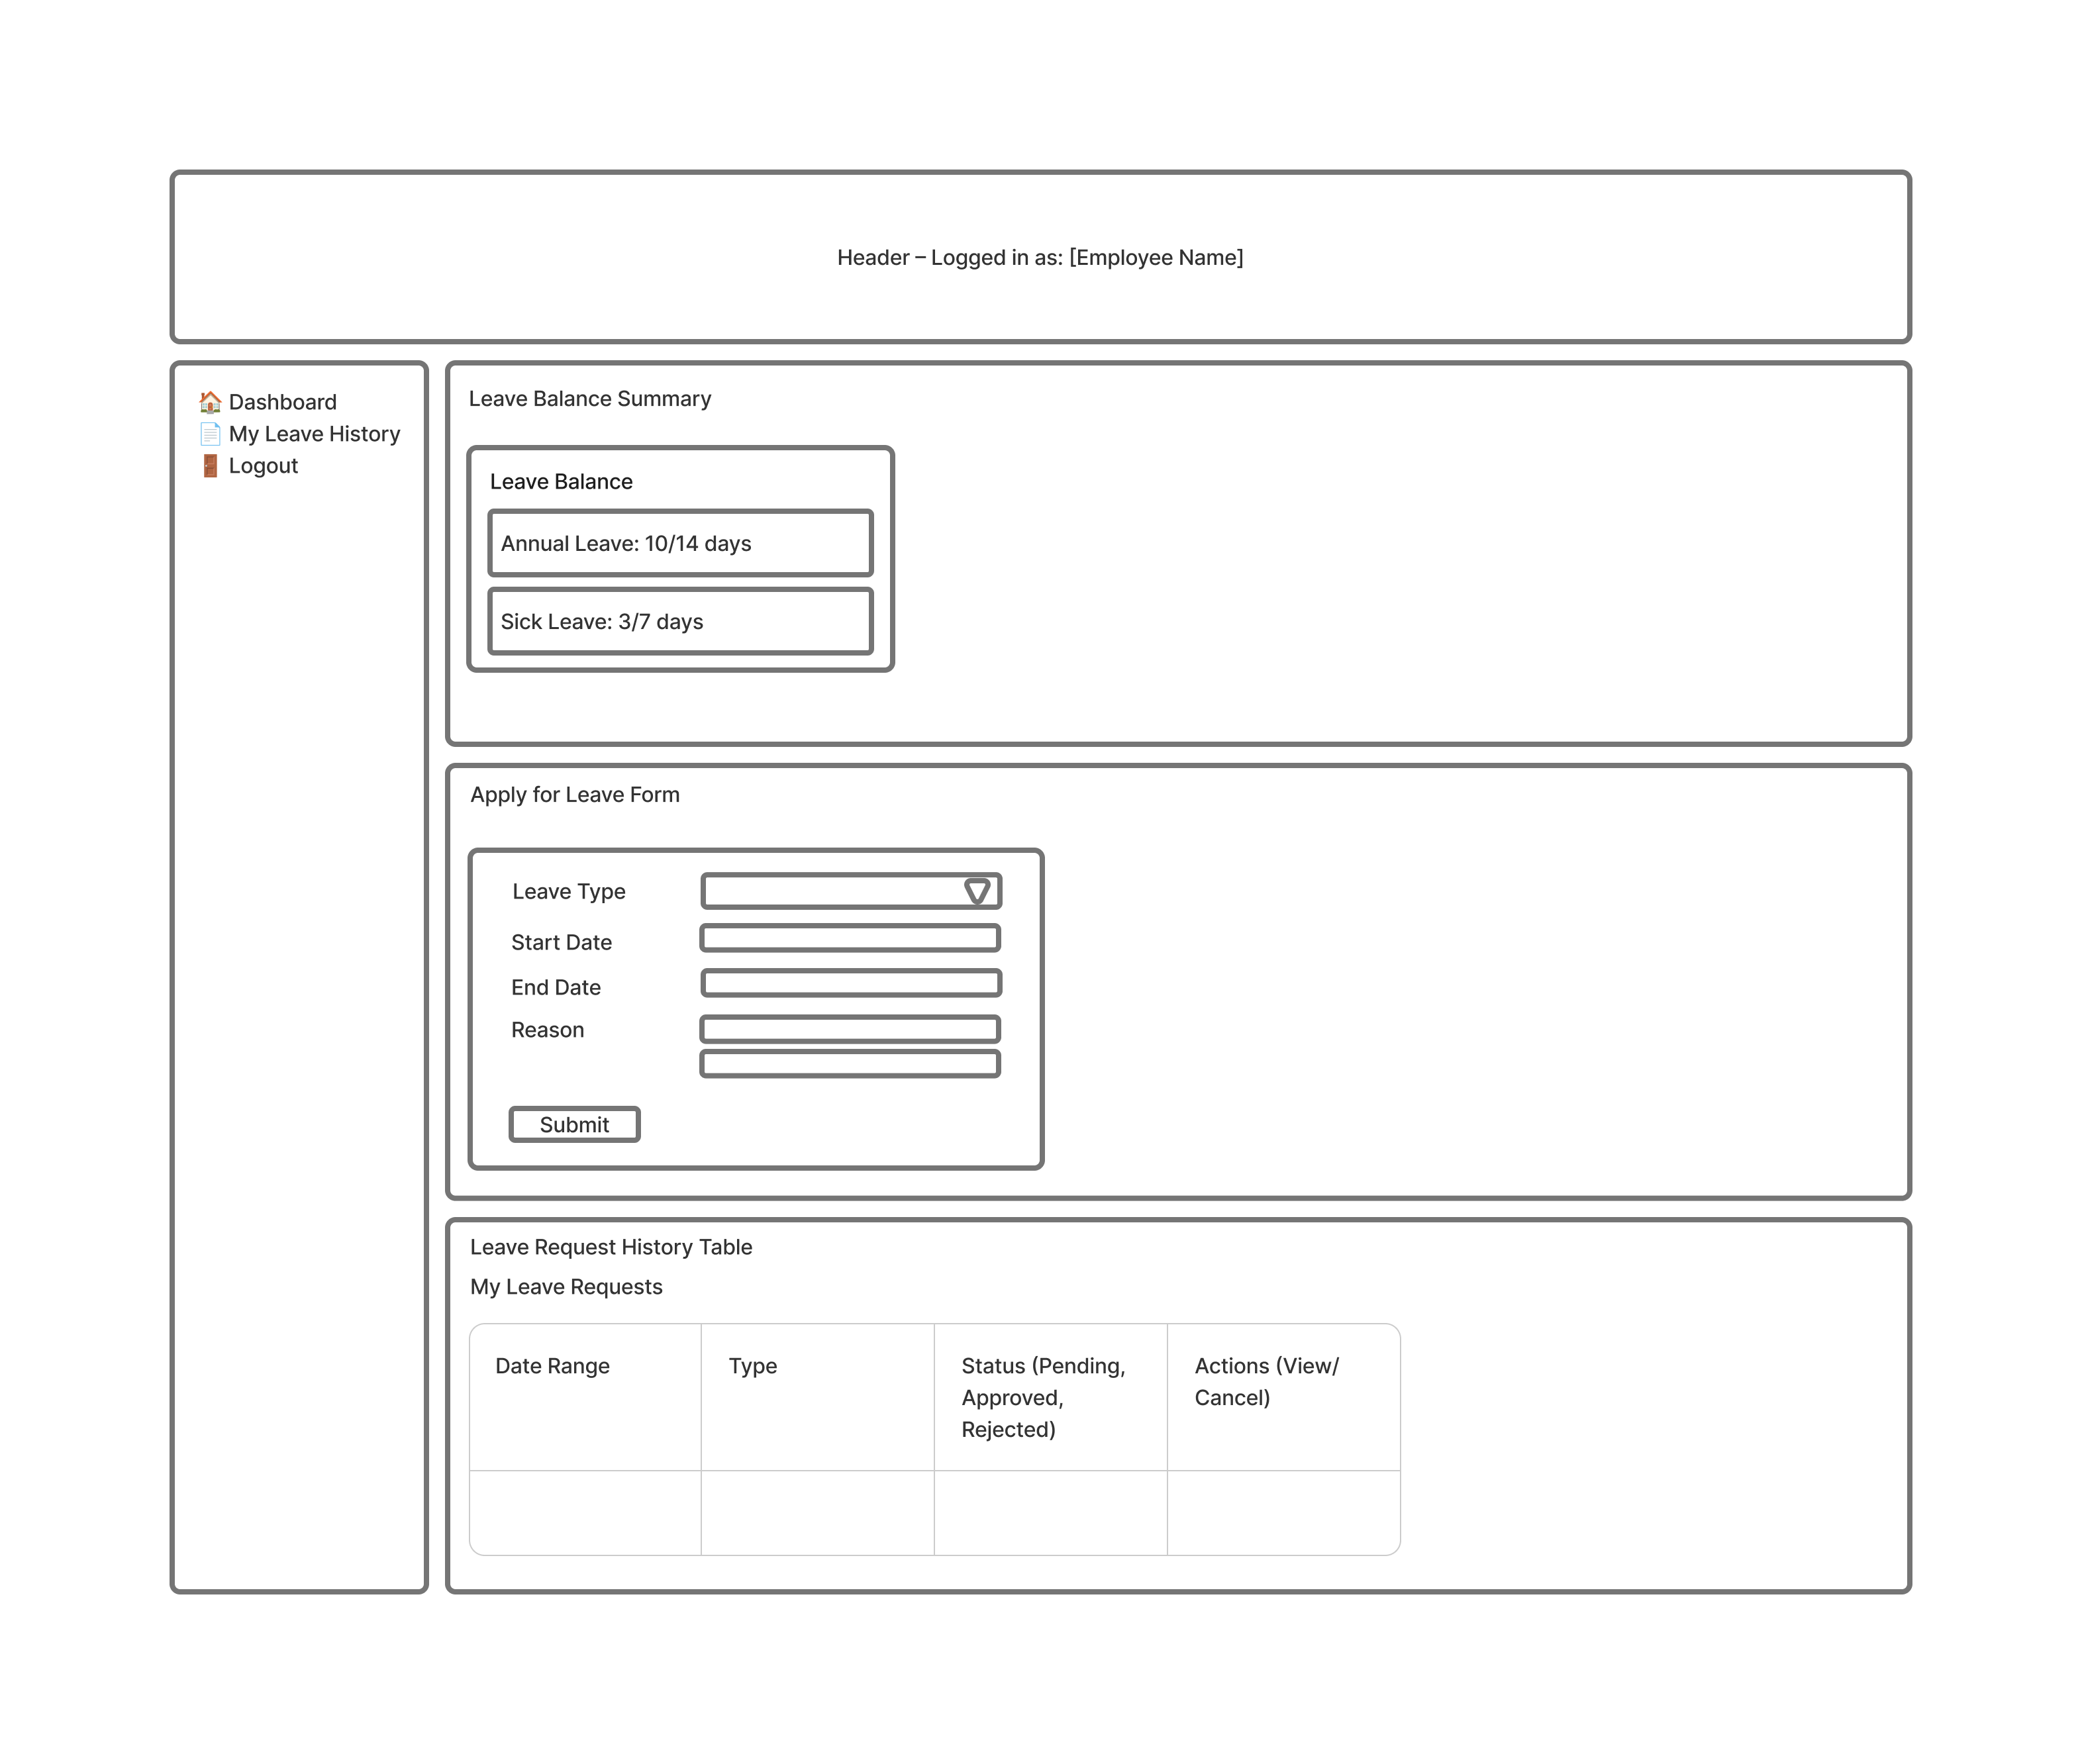 Header – Logged in as: [Employee Name]
🏠 Dashboard
📄 My Leave History
🚪 Logout
Leave Balance Summary
Leave Balance
Annual Leave: 10/14 days
Sick Leave: 3/7 days
Apply for Leave Form
Leave Type
Start Date
End Date
Reason
Submit
Leave Request History Table
My Leave Requests
Date Range
Type
Status (Pending,
Approved,
Rejected)
Actions (View/
Cancel)